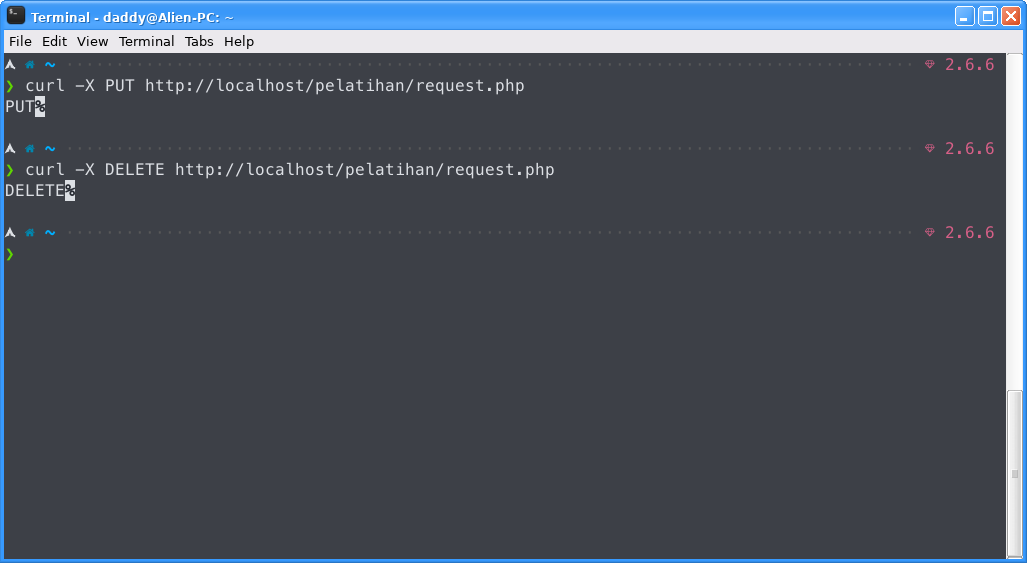 Terminal - daddy@Alien-PC: ~
File Edit View Terminal Tabs Help
~ 2.6.6
❯ curl -X PUT http://localhost/pelatihan/request.php
PUT%
~ 2.6.6
❯ curl -X DELETE http://localhost/pelatihan/request.php
DELETE%
~ 2.6.6
❯